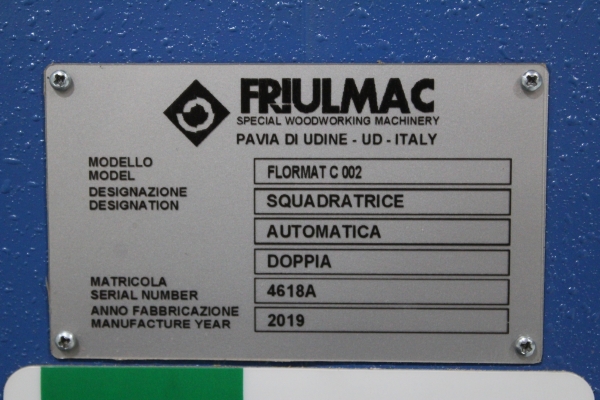 FRIULMAC
SPECIAL WOODWORKING MACHINERY
PAVIA DI UDINE - UD - ITALY
MODELLO
MODEL
FLORMAT C 002
DESIGNAZIONE
DESIGNATION
SQUADRATRICE
AUTOMATICA
DOPPIA
MATRICOLA
SERIAL NUMBER
4618A
ANNO FABBRICAZIONE
MANUFACTURE YEAR
2019